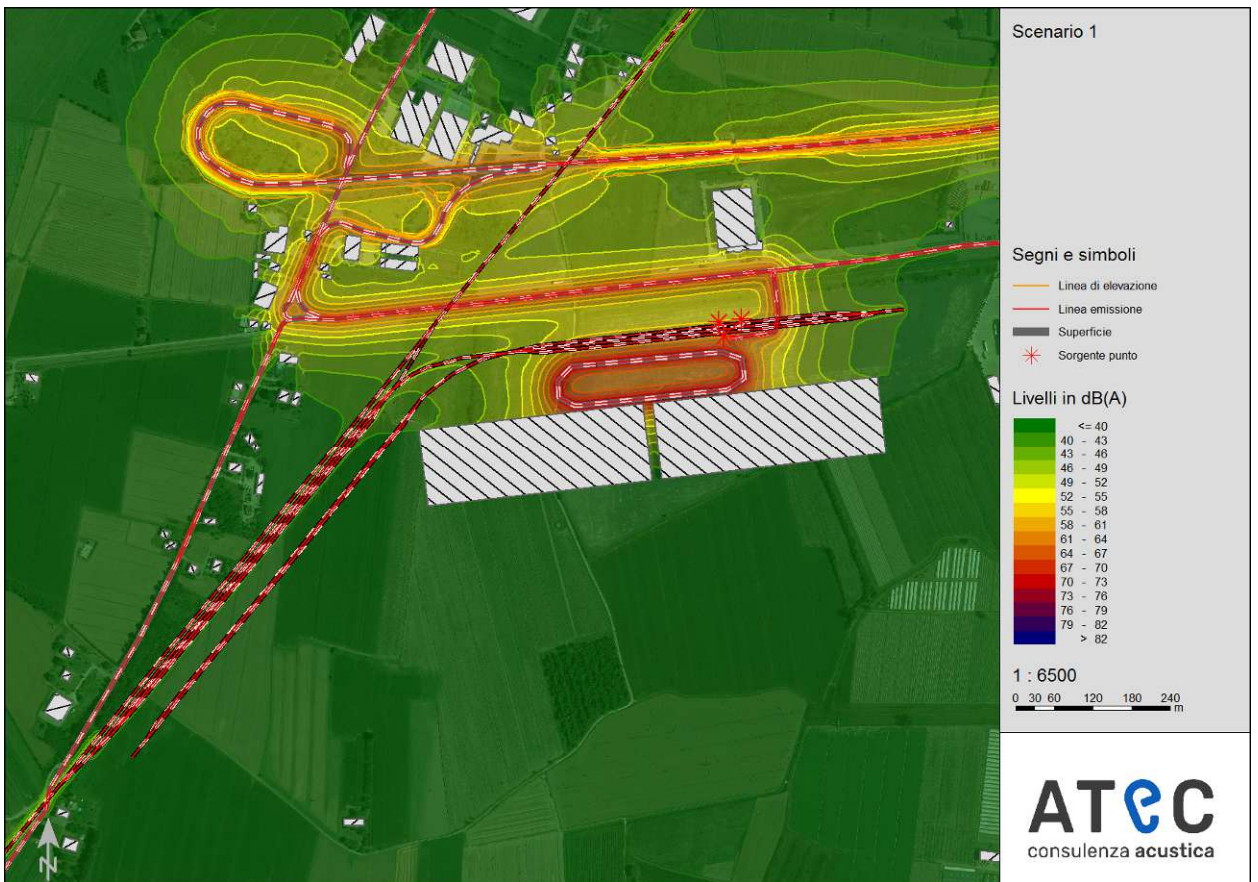 Scenario 1
Segni e simboli
Linea di elevazione
Linea emissione
Superficie
Sorgente punto
Livelli in dB(A)
<= 40
40 - 43
43 - 46
46 - 49
49 - 52
52 - 55
55 - 58
58 - 61
61 - 64
64 - 67
67 - 70
70 - 73
73 - 76
76 - 79
79 - 82
> 82
1 : 6500
0 30 60 120 180 240
m
ATeC
consulenza acustica
N